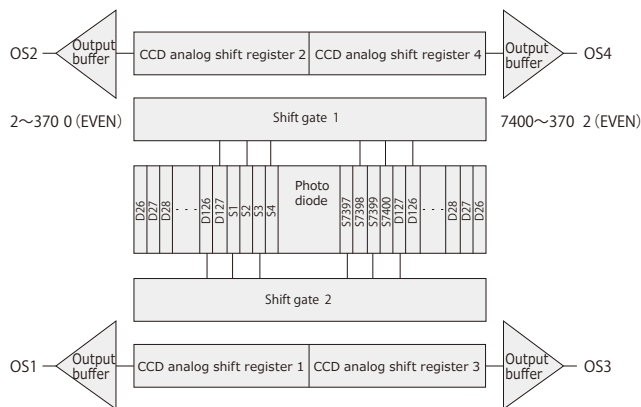 OS2
Output
buffer
CCD analog shift register 2
CCD analog shift register 4
Output
buffer
OS4
2～370 0 (EVEN)
Shift gate 1
7400～370 2 (EVEN)
D26
D27
D28
- - -
D126
D127
S1
S2
S3
S4
Photo
diode
S7397
S7398
S7399
S7400
D127
D126
- - -
D28
D27
D26
Shift gate 2
OS1
Output
buffer
CCD analog shift register 1
CCD analog shift register 3
Output
buffer
OS3